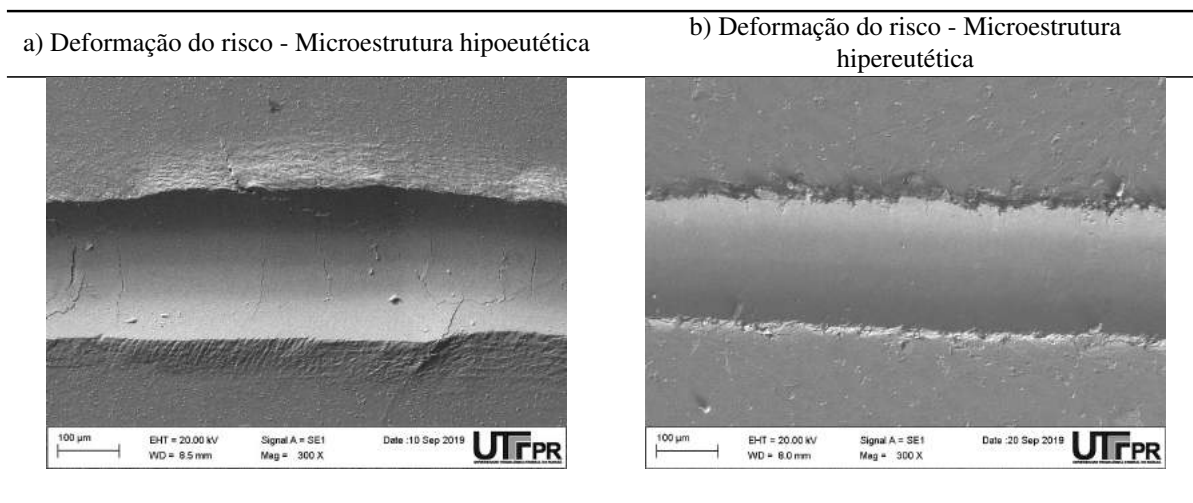 a) Deformação do risco - Microestrutura hipoeutética
b) Deformação do risco - Microestrutura
hipereutética
100 µm
EHT = 20.00 kV
Signal A = SE1
Date :10 Sep 2019
WD = 8.5 mm
Mag = 300 X
UTFPR
100 µm
EHT = 20.00 kV
Signal A = SE1
Date :20 Sep 2019
WD = 8.0 mm
Mag = 300 X
UTFPR